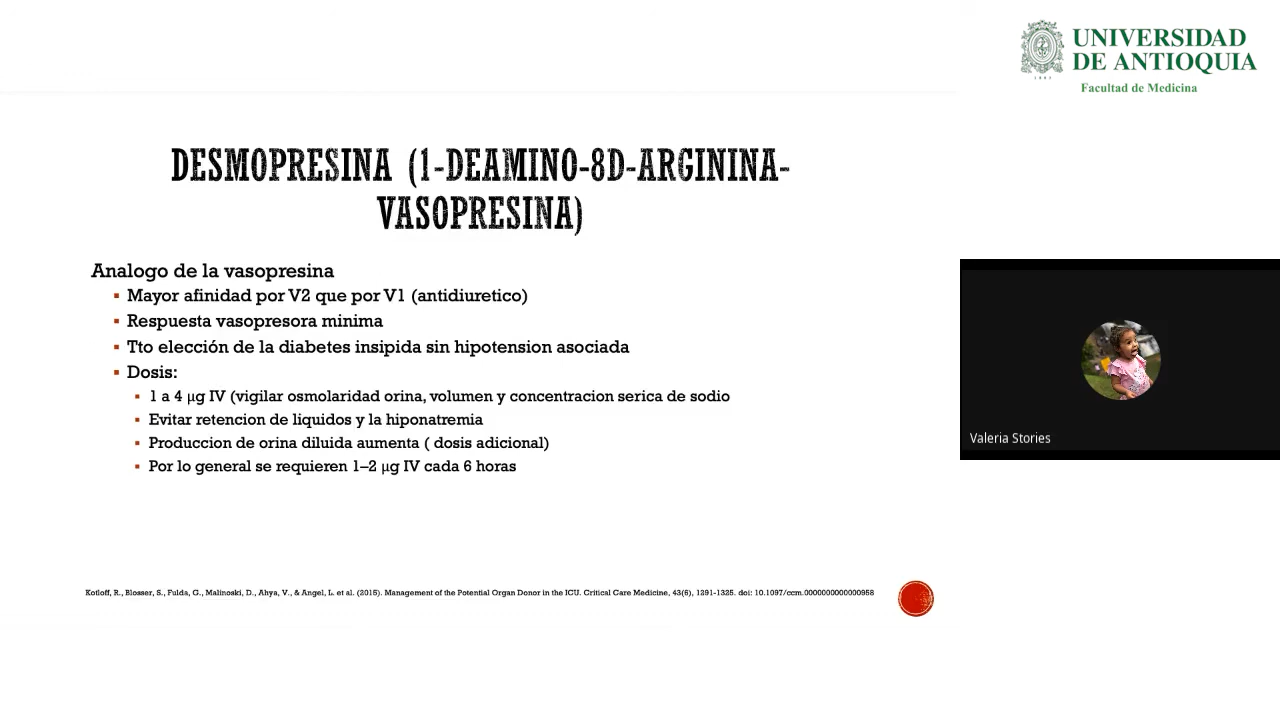 UNIVERSIDAD
DE ANTIOQUIA
1803
Facultad de Medicina
DESMOPRESINA (1-DEAMINO-8D-ARGININA-
VASOPRESINA)
Analogo de la vasopresina
▪ Mayor afinidad por V2 que por V1 (antidiuretico)
▪ Respuesta vasopresora minima
▪ Tto elección de la diabetes insipida sin hipotension asociada
▪ Dosis:
▪ 1 a 4 μg IV (vigilar osmolaridad orina, volumen y concentracion serica de sodio
▪ Evitar retencion de liquidos y la hiponatremia
▪ Produccion de orina diluida aumenta ( dosis adicional)
▪ Por lo general se requieren 1–2 μg IV cada 6 horas
Valeria Stories
Kotloff, R., Blosser, S., Fulda, G., Malinoski, D., Ahya, V., & Angel, L. et al. (2015). Management of the Potential Organ Donor in the ICU. Critical Care Medicine, 43(6), 1291-1325. doi: 10.1097/ccm.0000000000000958